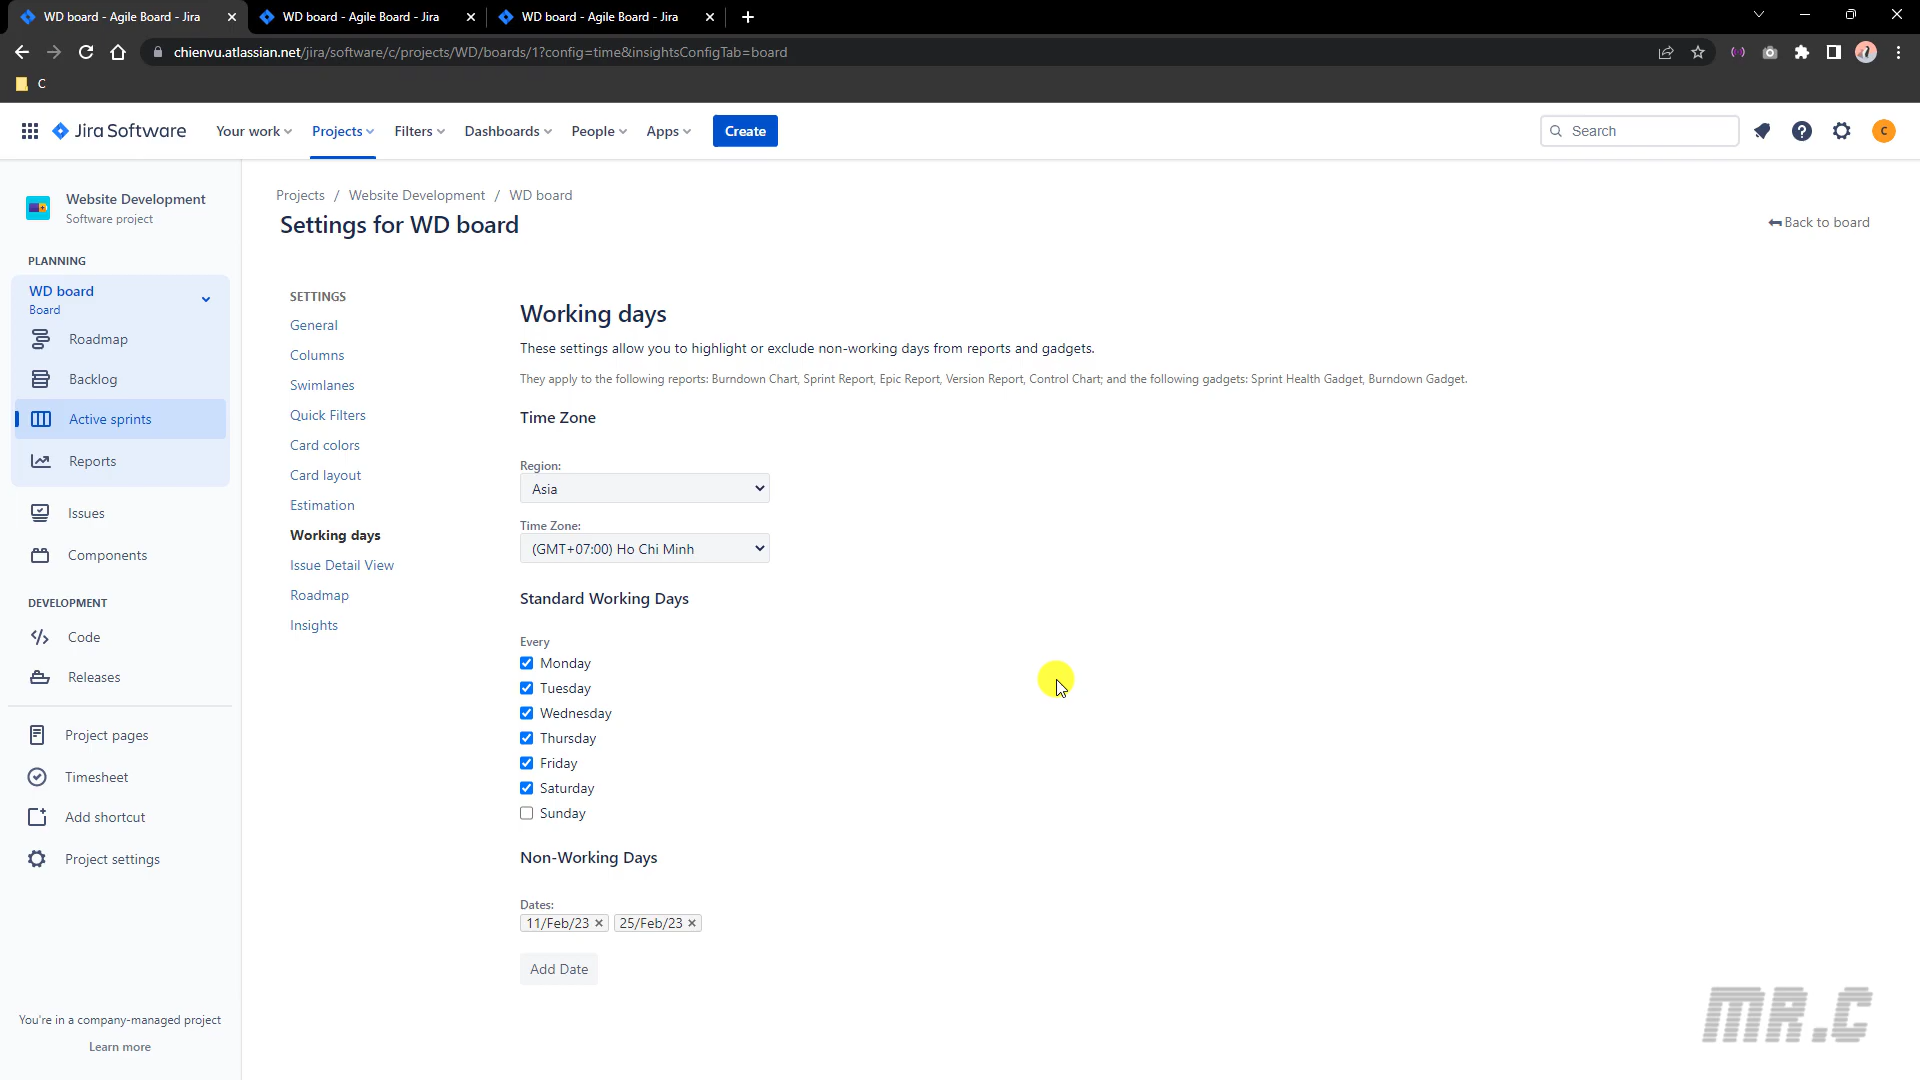 WD board - Agile Board - Jira
WD board - Agile Board - Jira
WD board - Agile Board - Jira
chienvu.atlassian.net/jira/software/c/projects/WD/boards/1?config=time&insightsConfigTab=board
C
Jira Software
Your work
Projects
Filters
Dashboards
People
Apps
Create
Search
C
Website Development
Software project
PLANNING
WD board
Board
Roadmap
Backlog
Active sprints
Reports
Issues
Components
DEVELOPMENT
Code
Releases
Project pages
Timesheet
Add shortcut
Project settings
You're in a company-managed project
Learn more
Projects / Website Development / WD board
Settings for WD board
Back to board
SETTINGS
General
Columns
Swimlanes
Quick Filters
Card colors
Card layout
Estimation
Working days
Issue Detail View
Roadmap
Insights
Working days
These settings allow you to highlight or exclude non-working days from reports and gadgets.
They apply to the following reports: Burndown Chart, Sprint Report, Epic Report, Version Report, Control Chart; and the following gadgets: Sprint Health Gadget, Burndown Gadget.
Time Zone
Region:
Asia
Time Zone:
(GMT+07:00) Ho Chi Minh
Standard Working Days
Every
Monday
Tuesday
Wednesday
Thursday
Friday
Saturday
Sunday
Non-Working Days
Dates:
11/Feb/23 25/Feb/23
Add Date
MR.C